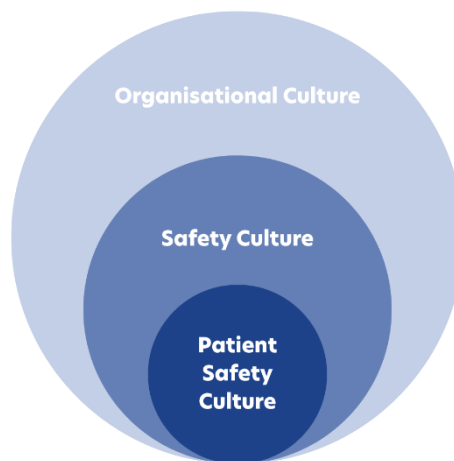 Organisational Culture
Safety Culture
Patient
Safety
Culture